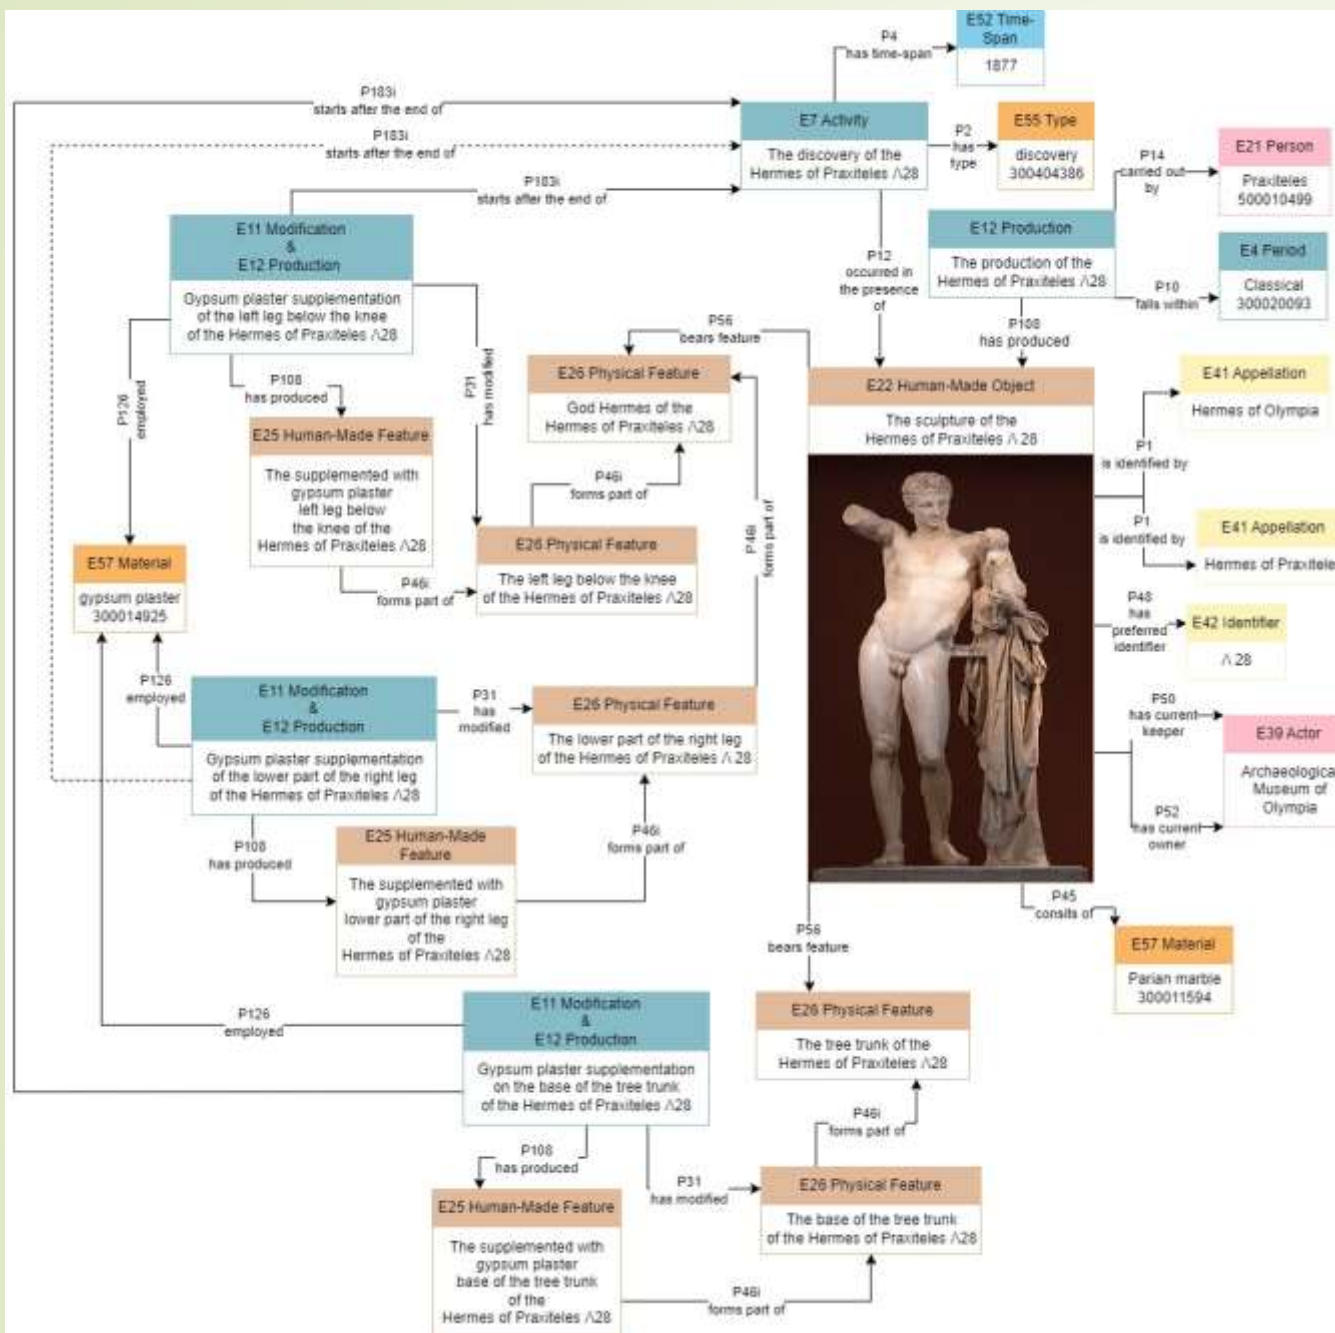 E52 Time-
Span
1877
P4
has time-span
P183i
starts after the end of
P183i
starts after the end of
P183i
starts after the end of
E7 Activity
The discovery of the
Hermes of Praxiteles Λ28
P2
has
type
E55 Type
discovery
300404386
P14
carried out
by
E21 Person
Praxiteles
500010499
E12 Production
The production of the
Hermes of Praxiteles Λ28
P10
falls within
E4 Period
Classical
300020093
P12
occurred in
the presence
of
P108
has produced
E11 Modification
&
E12 Production
Gypsum plaster supplementation
of the left leg below the knee
of the Hermes of Praxiteles Λ28
P126
employed
P108
has produced
P31
has modified
P56
bears feature
E26 Physical Feature
God Hermes of the
Hermes of Praxiteles Λ28
E22 Human-Made Object
The sculpture of the
Hermes of Praxiteles Λ 28
E41 Appellation
Hermes of Olympia
P1
is identified by
P1
is identified by
E41 Appellation
Hermes of Praxitele
E25 Human-Made Feature
The supplemented with
gypsum plaster
left leg below
the knee of the
Hermes of Praxiteles Λ28
P46i
forms part of
P46i
forms part of
E26 Physical Feature
The left leg below the knee
of the Hermes of Praxiteles Λ28
P46i
forms part of
E57 Material
gypsum plaster
300014925
P48
has
preferred
identifier
E42 Identifier
Λ 28
P126
employed
E11 Modification
&
E12 Production
Gypsum plaster supplementation
of the lower part of the right leg
of the Hermes of Praxiteles Λ28
P31
has
modified
E26 Physical Feature
The lower part of the right leg
of the Hermes of Praxiteles Λ 28
P50
has current
keeper
E39 Actor
Archaeologica
Museum of
Olympia
P52
has current
owner
P108
has produced
E25 Human-Made
Feature
The supplemented with
gypsum plaster
lower part of the right leg
of the
Hermes of Praxiteles Λ28
P46i
forms part of
P45
consits of
E57 Material
Parian marble
300011594
P56
bears feature
P126
employed
E11 Modification
&
E12 Production
Gypsum plaster supplementation
on the base of the tree trunk
of the Hermes of Praxiteles Λ28
E26 Physical Feature
The tree trunk of the
Hermes of Praxiteles Λ28
P46i
forms part of
P108
has produced
P31
has modified
E26 Physical Feature
The base of the tree trunk
of the Hermes of Praxiteles Λ28
E25 Human-Made Feature
The supplemented with
gypsum plaster
base of the tree trunk
of the
Hermes of Praxiteles Λ28
P46i
forms part of